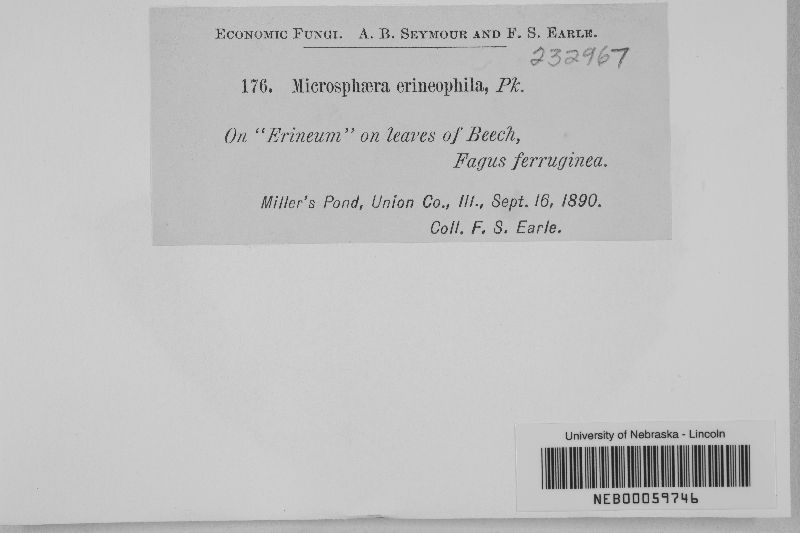 Economic Fungi. A. B. Seymour and F. S. Earle.
232967
176. Microsphæra erineophila, Pk.
On "Erineum" on leaves of Beech,
Fagus ferruginea.
Miller's Pond, Union Co., Ill., Sept. 16, 1890.
Coll. F. S. Earle.
University of Nebraska - Lincoln
NEB00059746